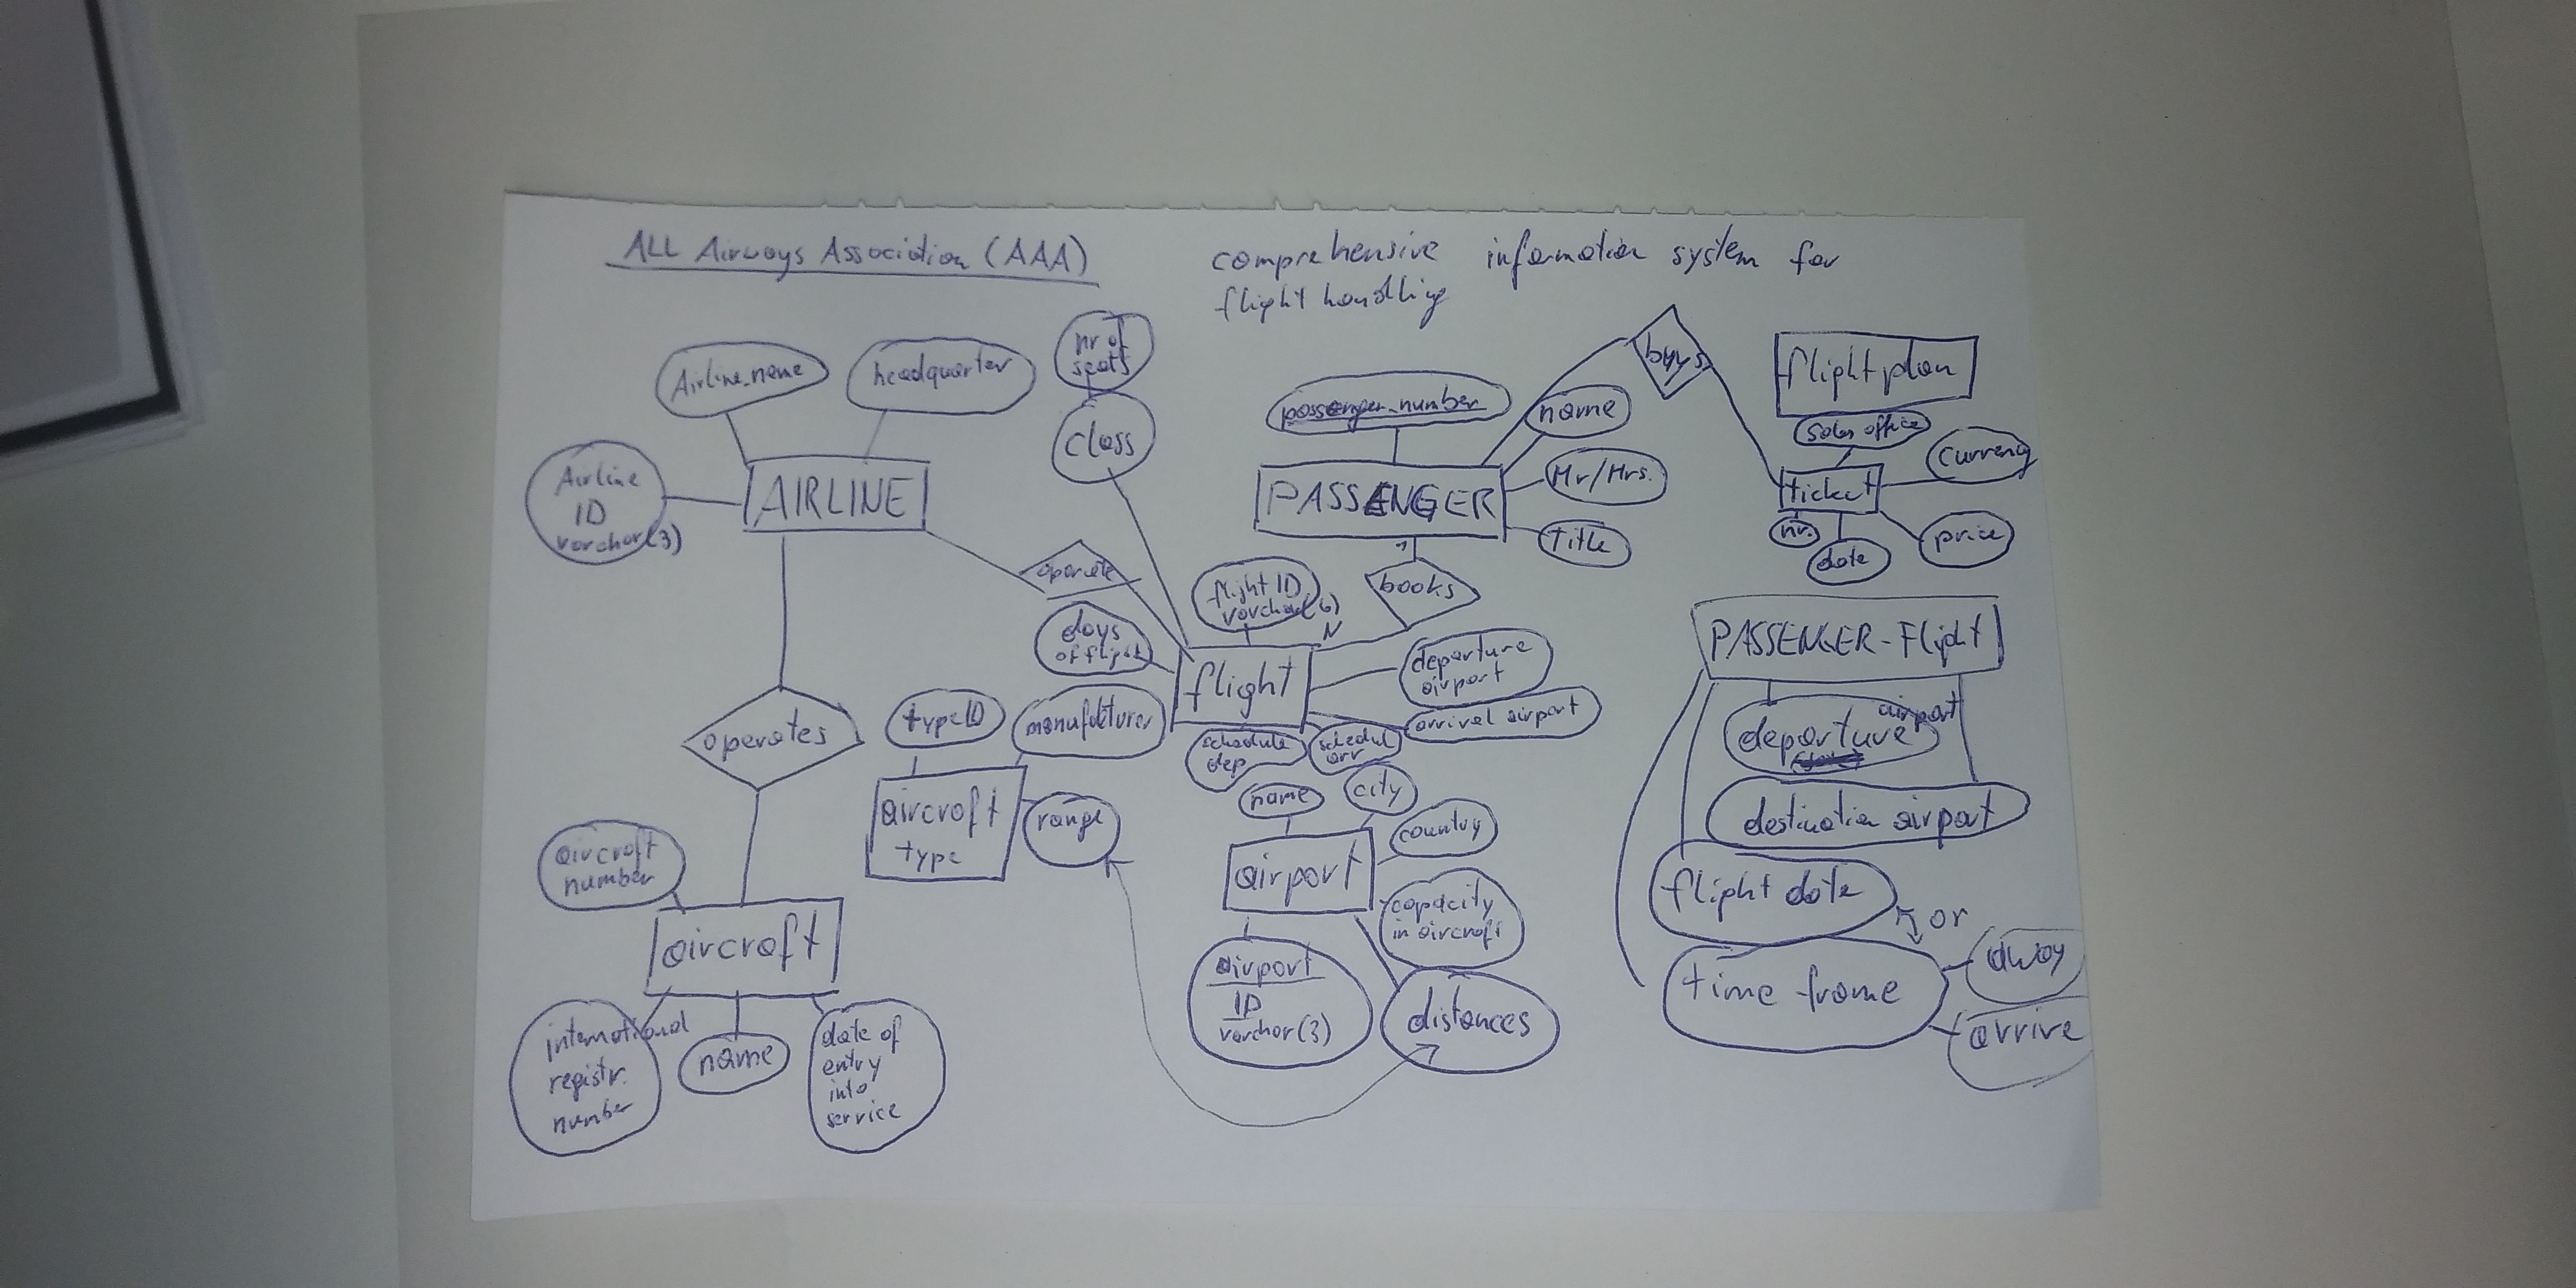 ALL Airways Association (AAA)
comprehensive information system for
flight handling
Airline_name
headquarter
nr of
seats
class
Airline
ID
varchar(3)
AIRLINE
operate
operates
aircraft
number
aircraft
international
registr.
number
name
date of
entry
into
service
passenger_number
name
Mr/Mrs.
Title
PASSENGER
buys
books
1
N
flight plan
sales office
currency
ticket
nr.
date
price
flight ID
varchar(6)
days
of flight
flight
departure
airport
arrival airport
schedule
dep
schedul
arr
type ID
manufakturer
aircraft
type
range
name
city
country
airport
capacity
in aircraft
airport
ID
varchar(3)
distances
PASSENGER-Flight
departure airport
destination airport
flight date
or
time frame
away
arrive